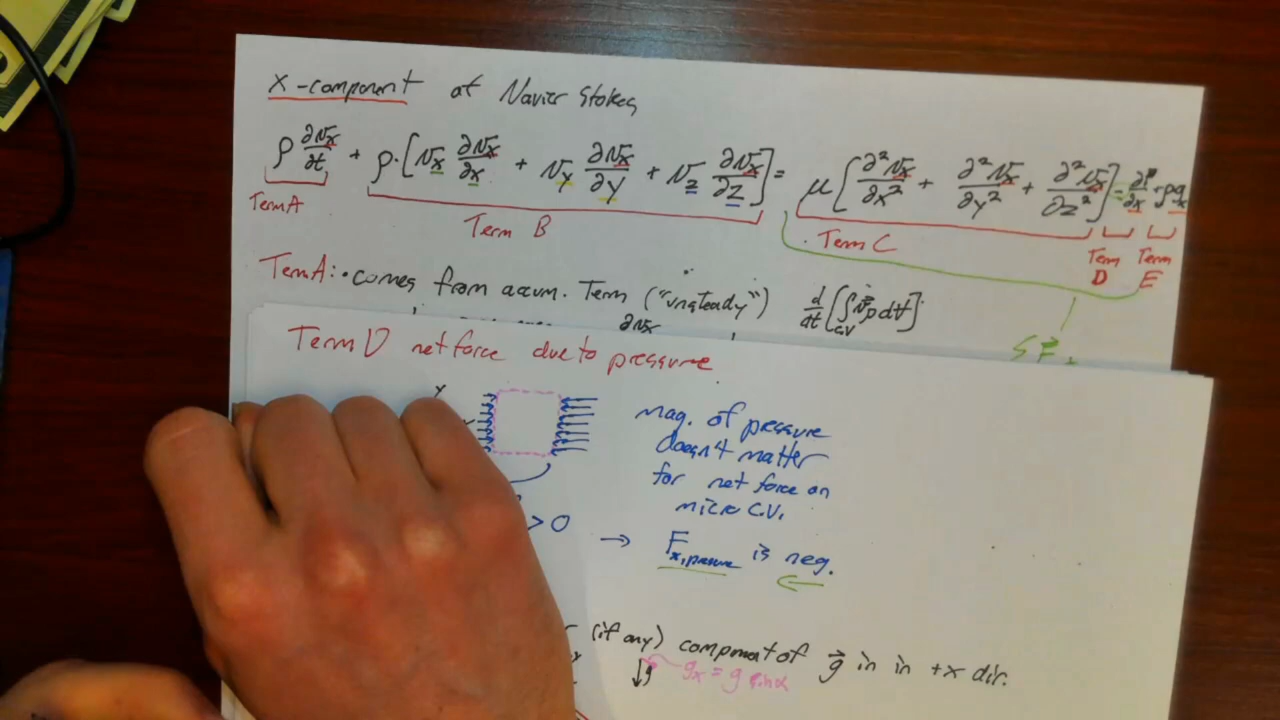 x-component of Navier Stokes
ρ ∂Vx/∂t + ρ·[Vx ∂Vx/∂x + Vy ∂Vx/∂y + Vz ∂Vx/∂z] = μ[∂²Vx/∂x² + ∂²Vx/∂y² + ∂²Vx/∂z²] - ∂P/∂x + ρgx
Term A
Term B
Term C
Term D
Term E
Term A: • comes from accum. Term ("unsteady") d/dt[∫C.V. V⃗ρdV]
∂Vx
ΣF
Term D net force due to pressure
Y
mag. of pressure
doesn't matter
for net force on
micro C.V.
> 0 → Fx,pressure is neg.
(if any) component of g⃗ in in +x dir.
g gx = g sinα